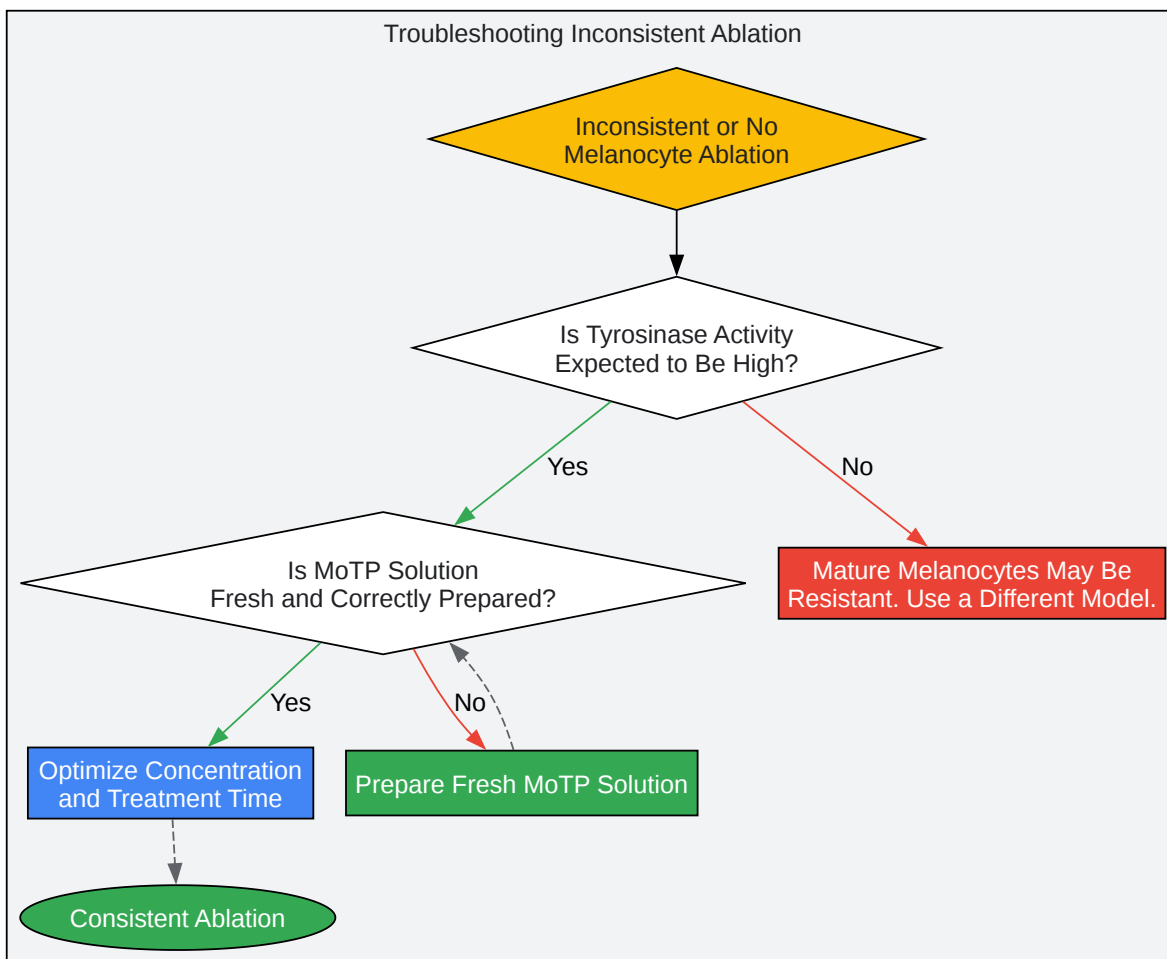 Troubleshooting Inconsistent Ablation
Inconsistent or No
Melanocyte Ablation
Is Tyrosinase Activity
Expected to Be High?
Yes
No
Is MoTP Solution
Fresh and Correctly Prepared?
Mature Melanocytes May Be
Resistant. Use a Different Model.
Yes
No
Optimize Concentration
and Treatment Time
Prepare Fresh MoTP Solution
Consistent Ablation